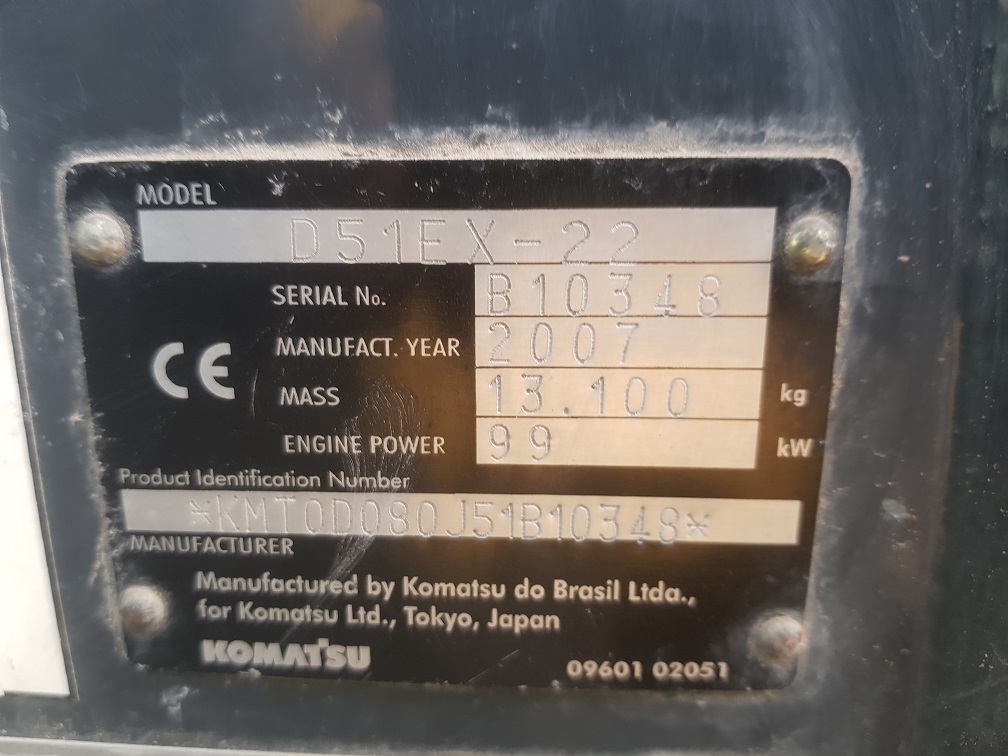 MODEL
D51EX-22
SERIAL No. B10348
CE
MANUFACT. YEAR 2007
MASS 13.100 kg
ENGINE POWER 99 kW
Product Identification Number
*KMT0D080J51B10348*
MANUFACTURER
Manufactured by Komatsu do Brasil Ltda.,
for Komatsu Ltd., Tokyo, Japan
KOMATSU
09601 02051